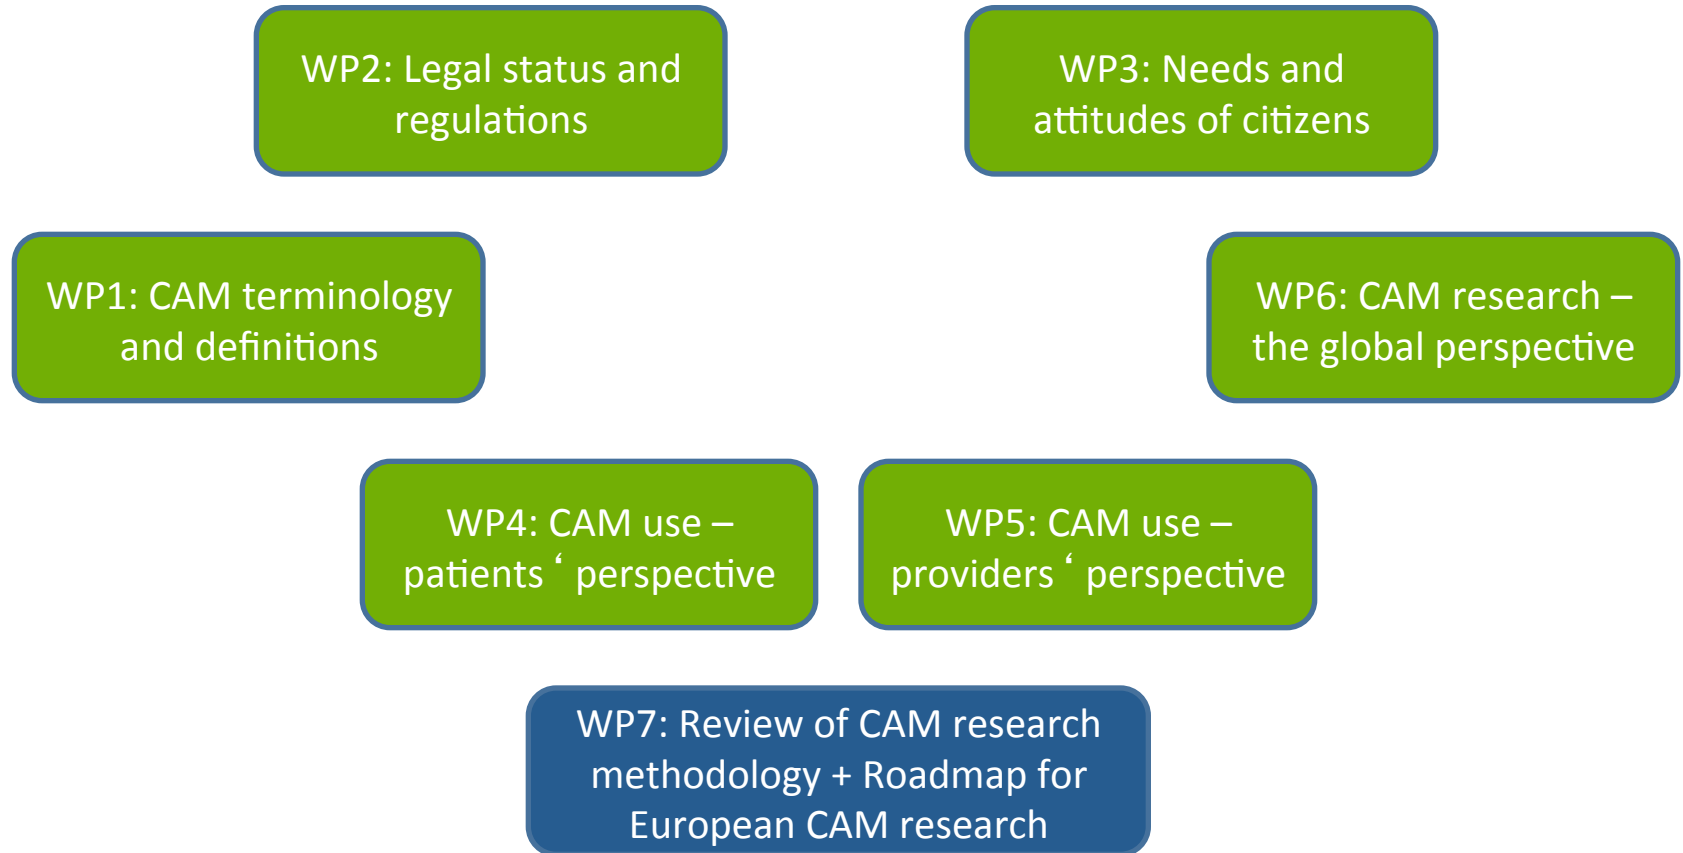 WP2: Legal status and
regulations
WP3: Needs and
attitudes of citizens
WP1: CAM terminology
and definitions
WP6: CAM research –
the global perspective
WP4: CAM use –
patients ‘ perspective
WP5: CAM use –
providers ‘ perspective
WP7: Review of CAM research
methodology + Roadmap for
European CAM research